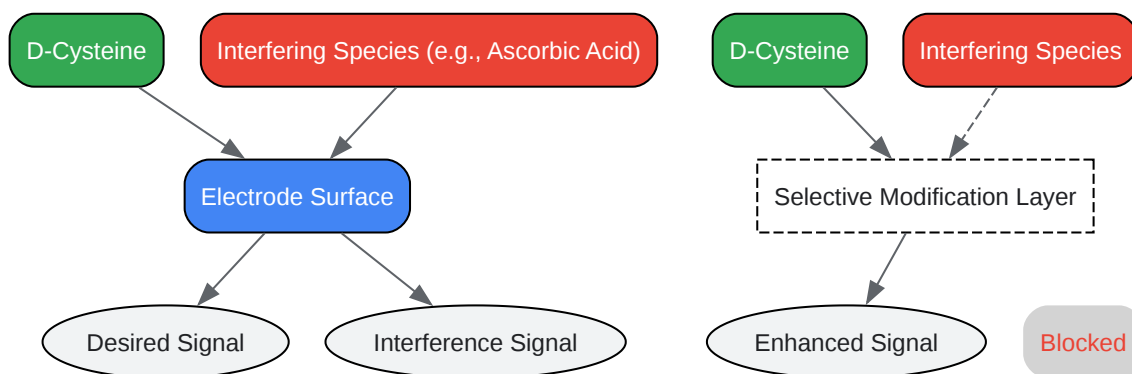 D-Cysteine
Interfering Species (e.g., Ascorbic Acid)
D-Cysteine
Interfering Species
Electrode Surface
Selective Modification Layer
Desired Signal
Interference Signal
Enhanced Signal
Blocked